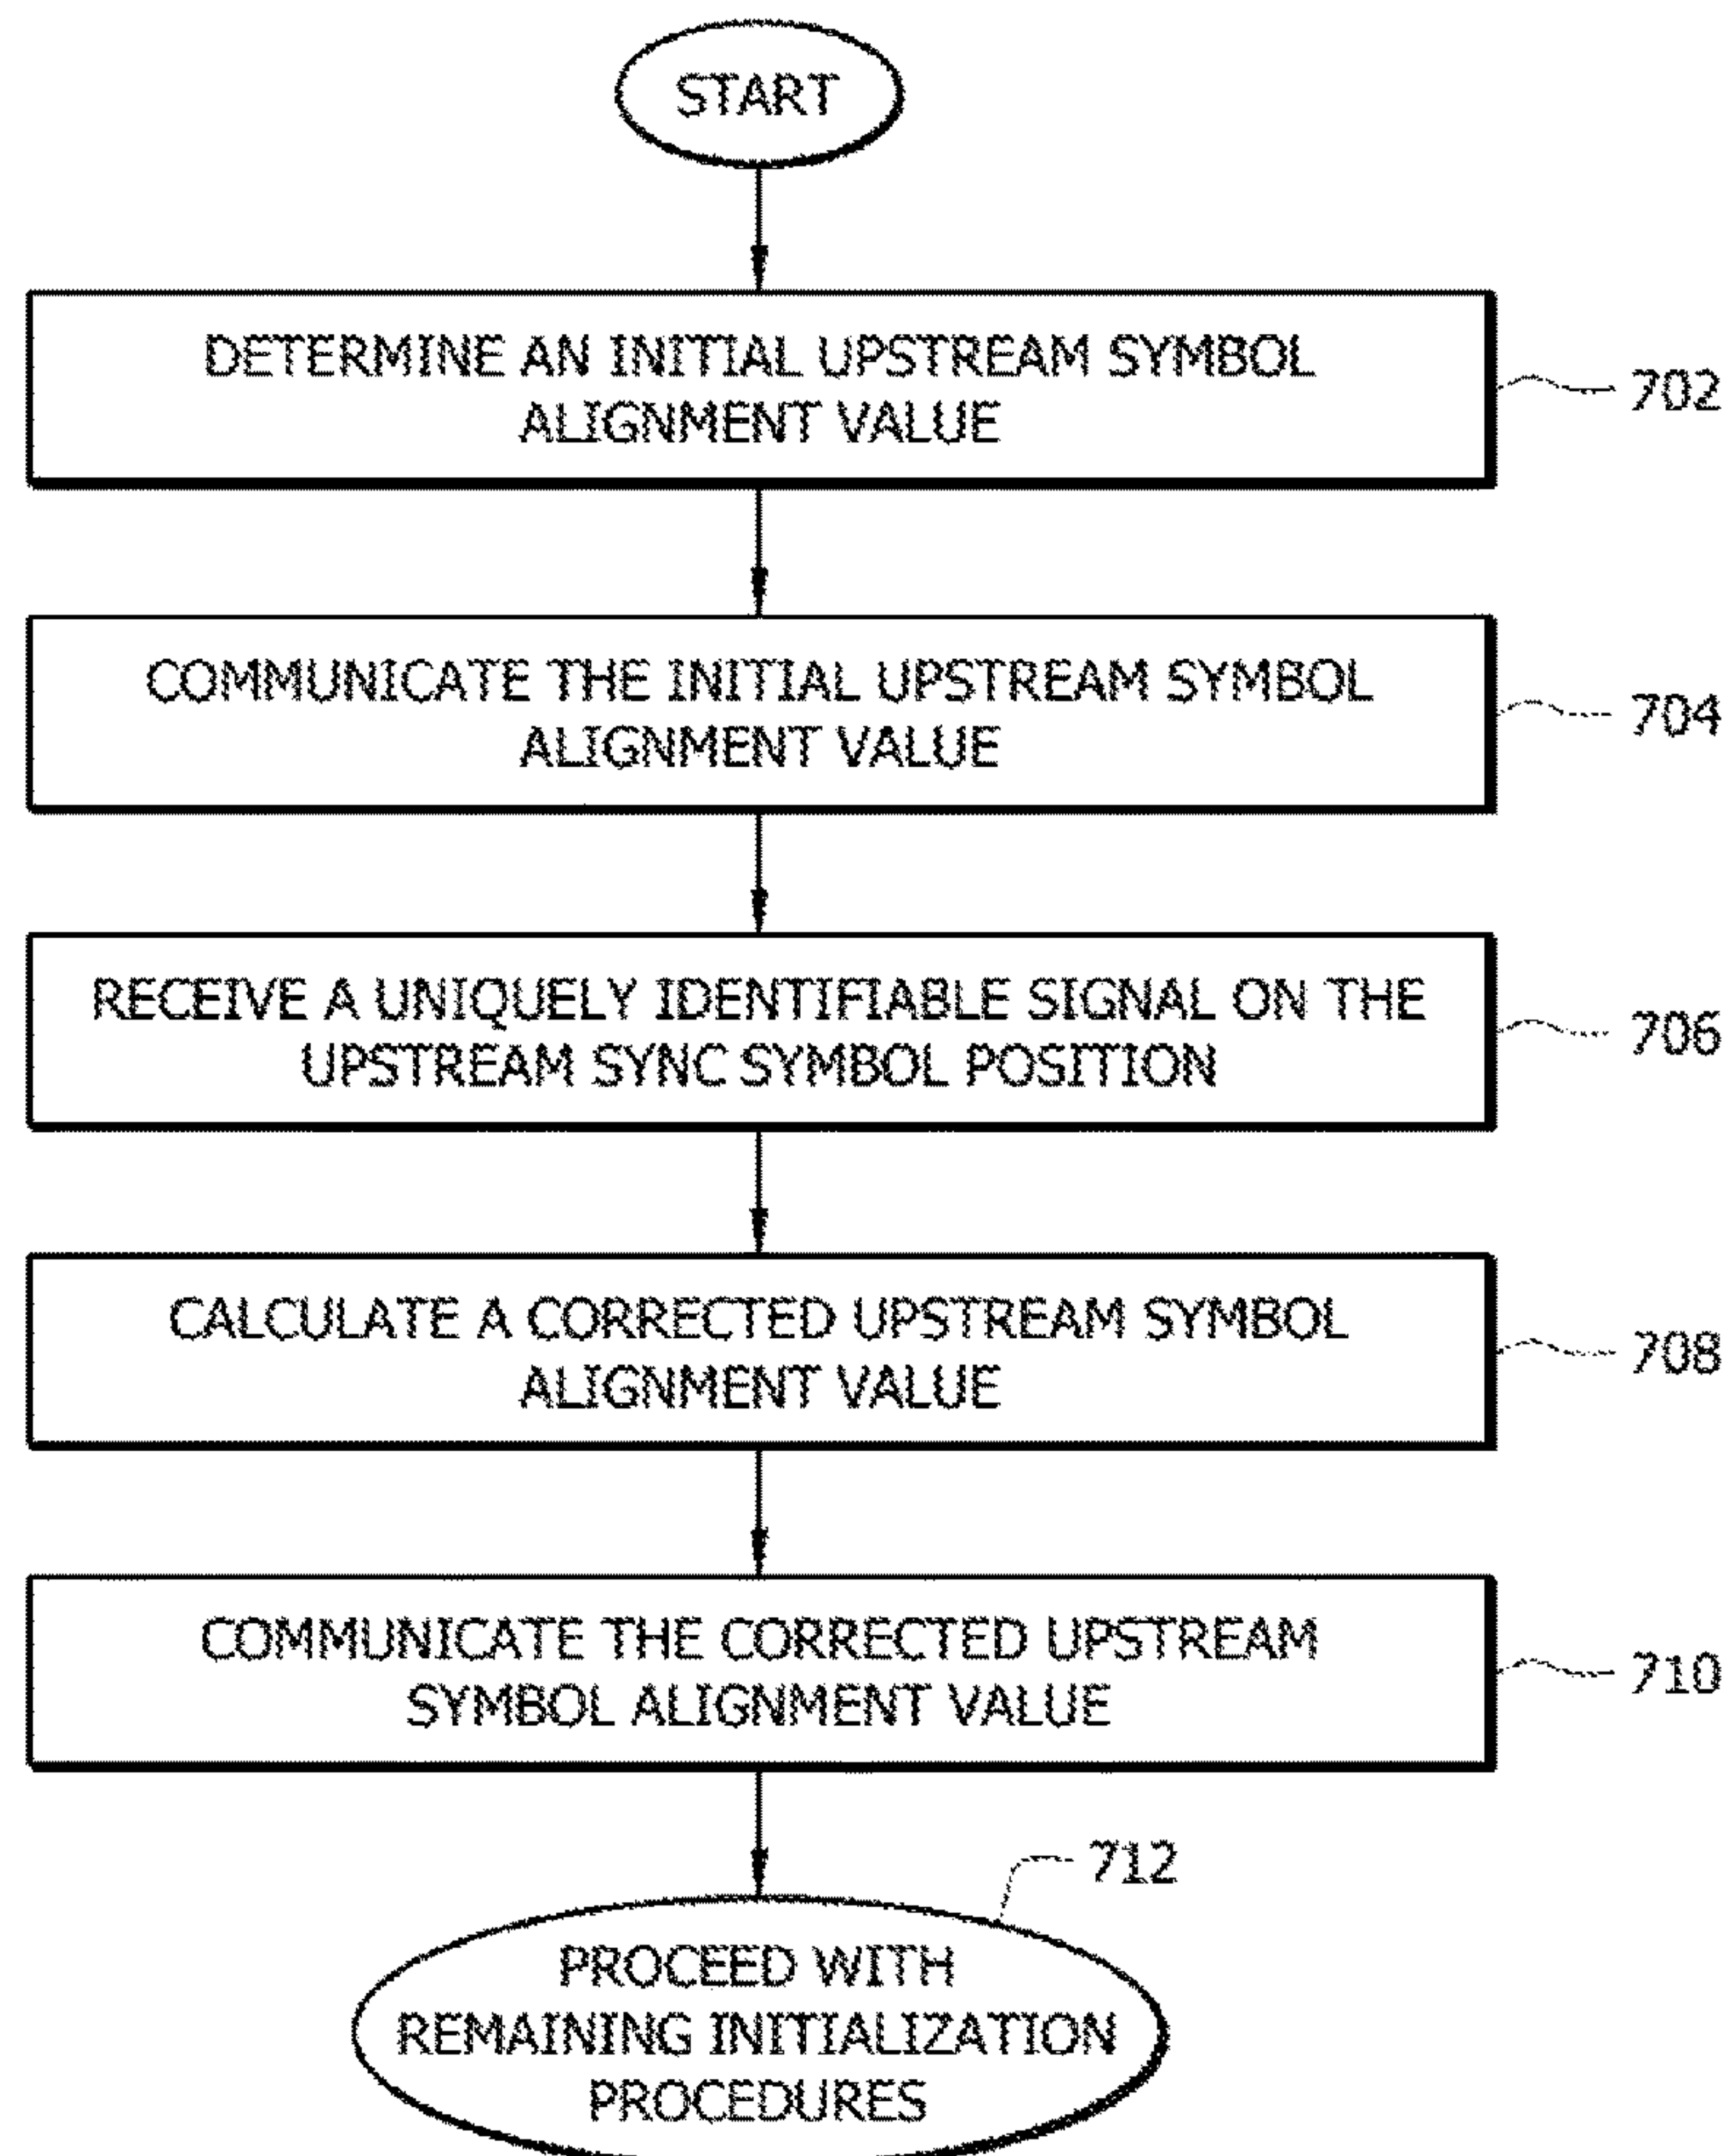 START
DETERMINE AN INITIAL UPSTREAM SYMBOL
ALIGNMENT VALUE
702
COMMUNICATE THE INITIAL UPSTREAM SYMBOL
ALIGNMENT VALUE
704
RECEIVE A UNIQUELY IDENTIFIABLE SIGNAL ON THE
UPSTREAM SYNC SYMBOL POSITION
706
CALCULATE A CORRECTED UPSTREAM SYMBOL
ALIGNMENT VALUE
708
COMMUNICATE THE CORRECTED UPSTREAM
SYMBOL ALIGNMENT VALUE
710
712
PROCEED WITH
REMAINING INITIALIZATION
PROCEDURES